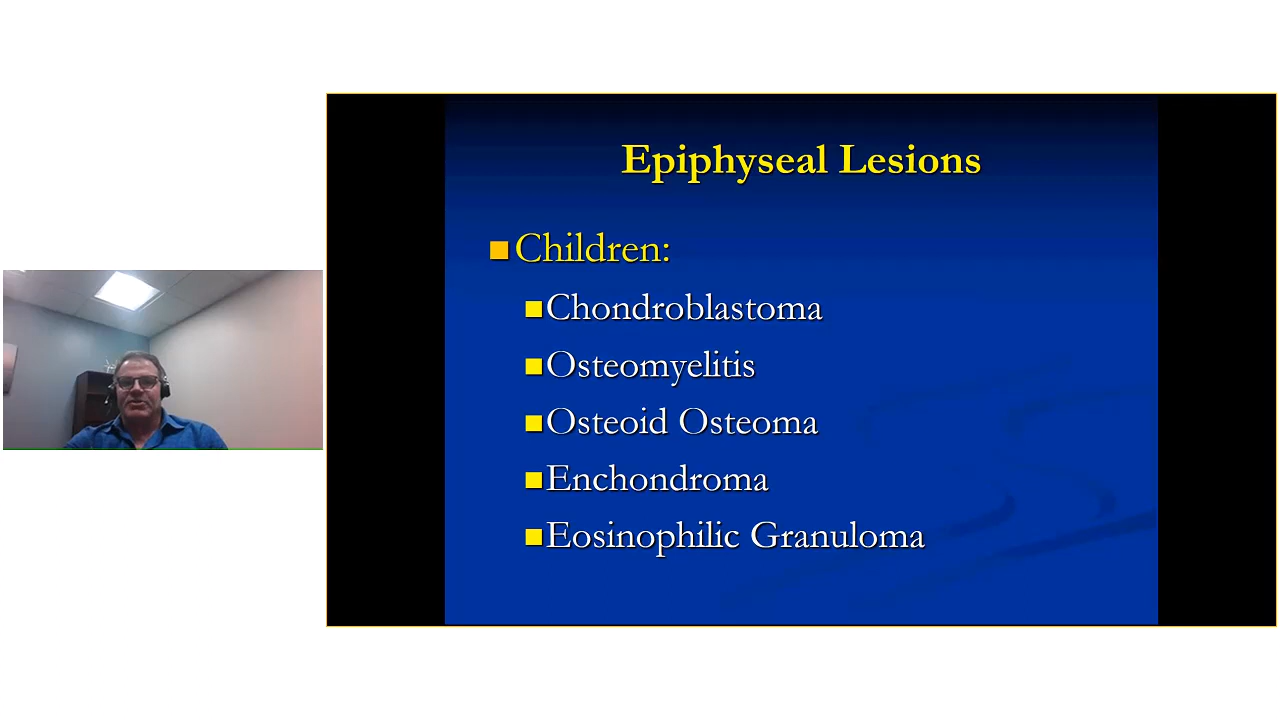 Epiphyseal Lesions
Children:
Chondroblastoma
Osteomyelitis
Osteoid Osteoma
Enchondroma
Eosinophilic Granuloma